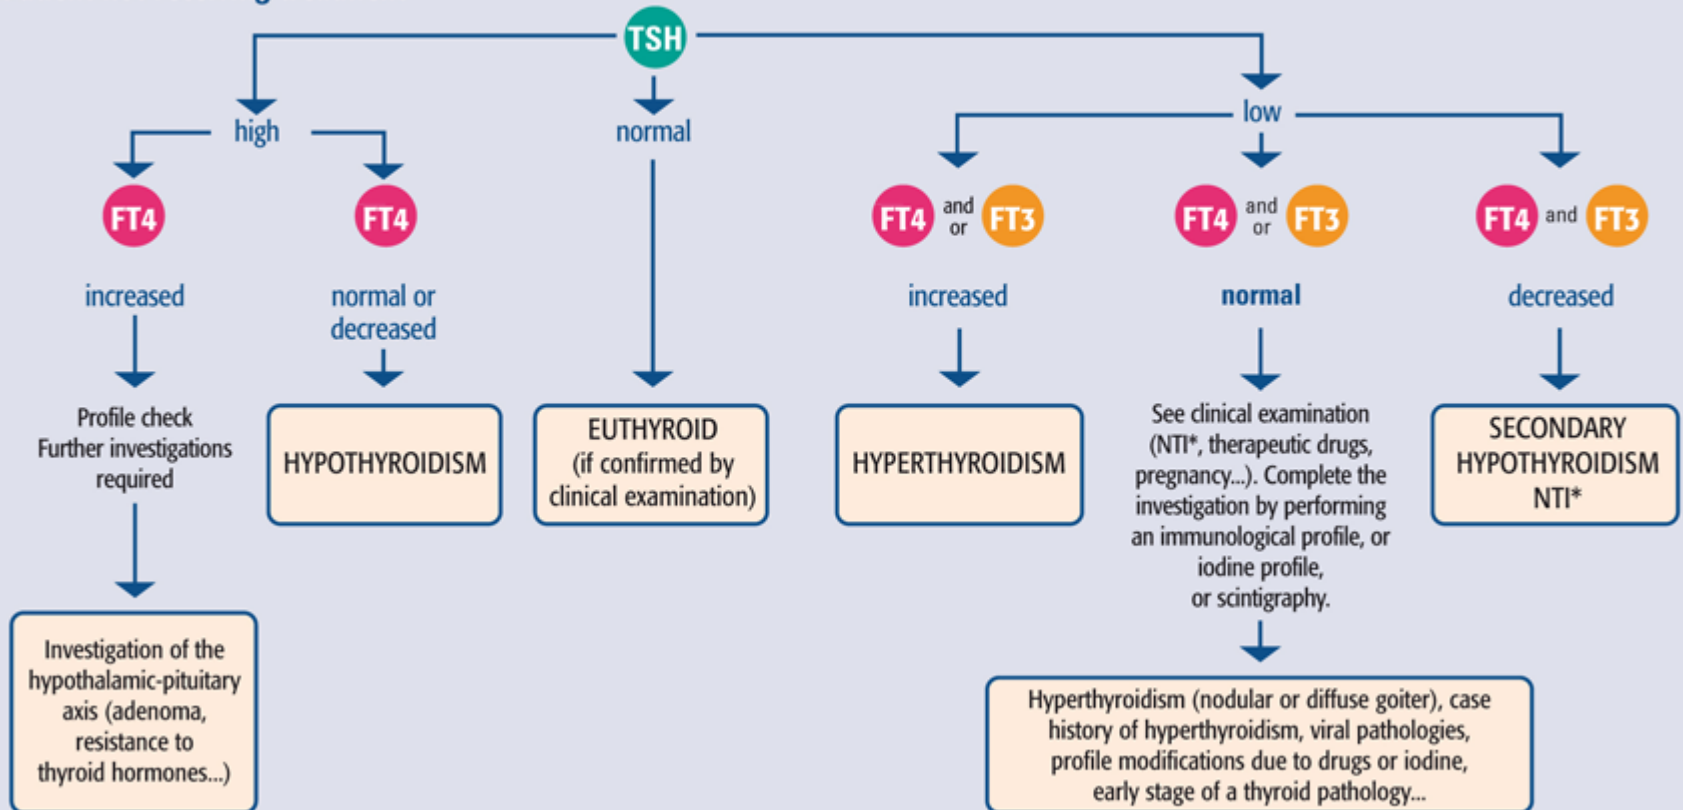 TSH
high
normal
low
FT4
FT4
FT4 and or FT3
FT4 and or FT3
FT4 and FT3
increased
normal or
decreased
increased
normal
decreased
Profile check
Further investigations
required
HYPOTHYROIDISM
EUTHYROID
(if confirmed by
clinical examination)
HYPERTHYROIDISM
See clinical examination
(NTI*, therapeutic drugs,
pregnancy...). Complete the
investigation by performing
an immunological profile, or
iodine profile,
or scintigraphy.
SECONDARY
HYPOTHYROIDISM
NTI*
Investigation of the
hypothalamic-pituitary
axis (adenoma,
resistance to
thyroid hormones...)
Hyperthyroidism (nodular or diffuse goiter), case
history of hyperthyroidism, viral pathologies,
profile modifications due to drugs or iodine,
early stage of a thyroid pathology...